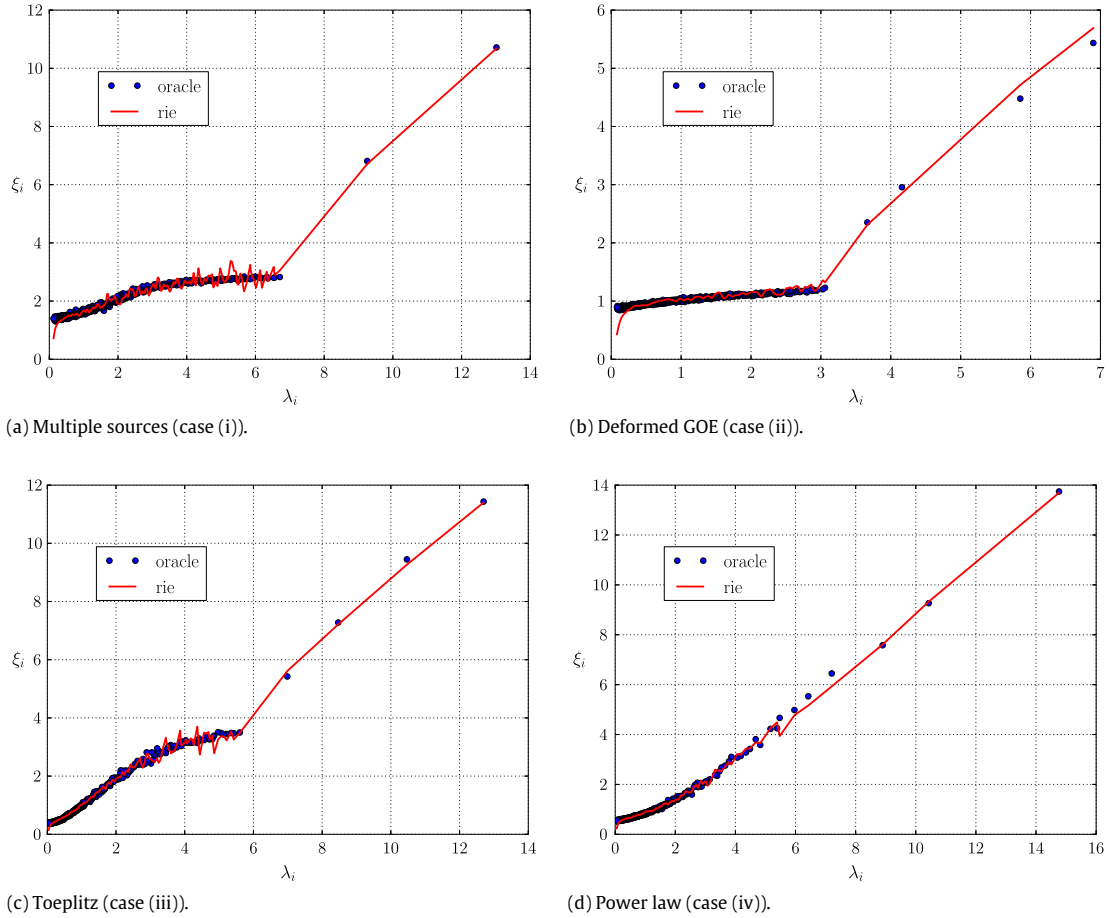 12
10
8
ξi
6
4
2
0
0 2 4 6 8 10 12 14
λi
oracle
rie
(a) Multiple sources (case (i)).
6
5
4
ξi
3
2
1
0
0 1 2 3 4 5 6 7
λi
oracle
rie
(b) Deformed GOE (case (ii)).
12
10
8
ξi
6
4
2
0
0 2 4 6 8 10 12 14
λi
oracle
rie
(c) Toeplitz (case (iii)).
14
12
10
8
ξi
6
4
2
0
0 2 4 6 8 10 12 14 16
λi
oracle
rie
(d) Power law (case (iv)).